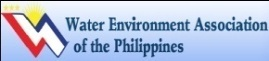 Water Environment Association
of the Philippines